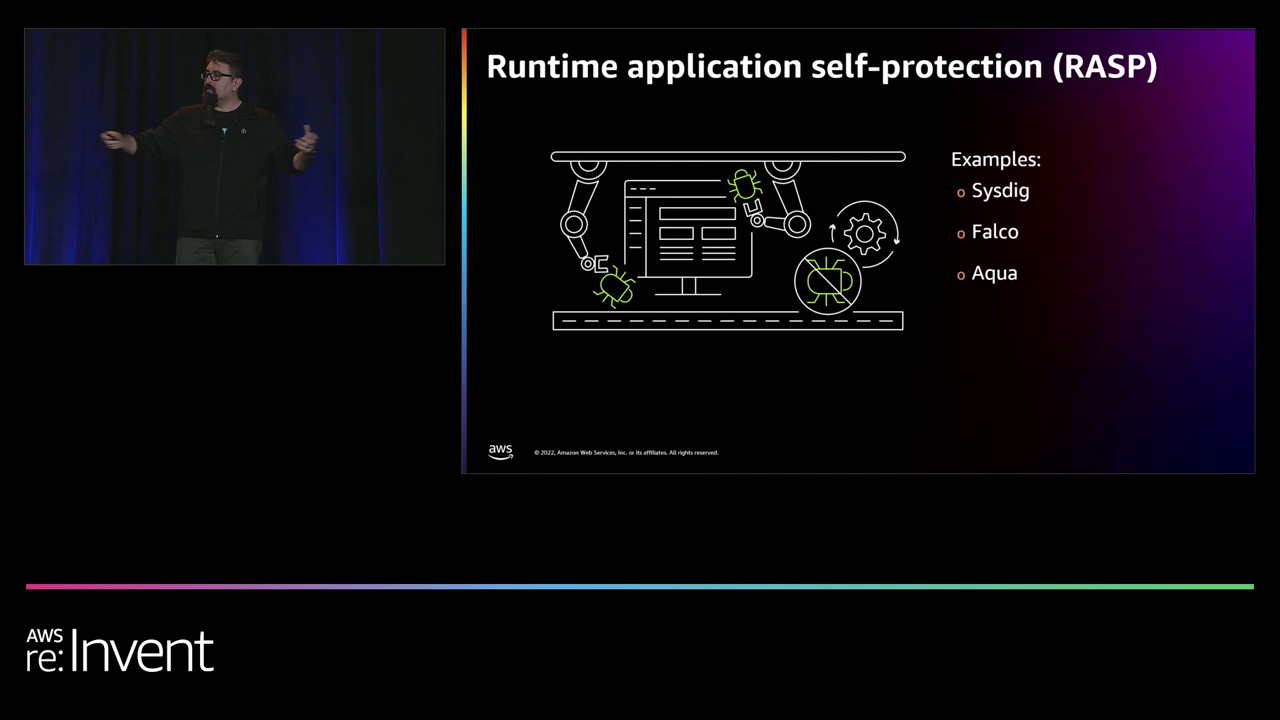 Runtime application self-protection (RASP)
Examples:
o Sysdig
o Falco
o Aqua
aws
© 2022, Amazon Web Services, Inc. or its affiliates. All rights reserved.
AWS
re:Invent